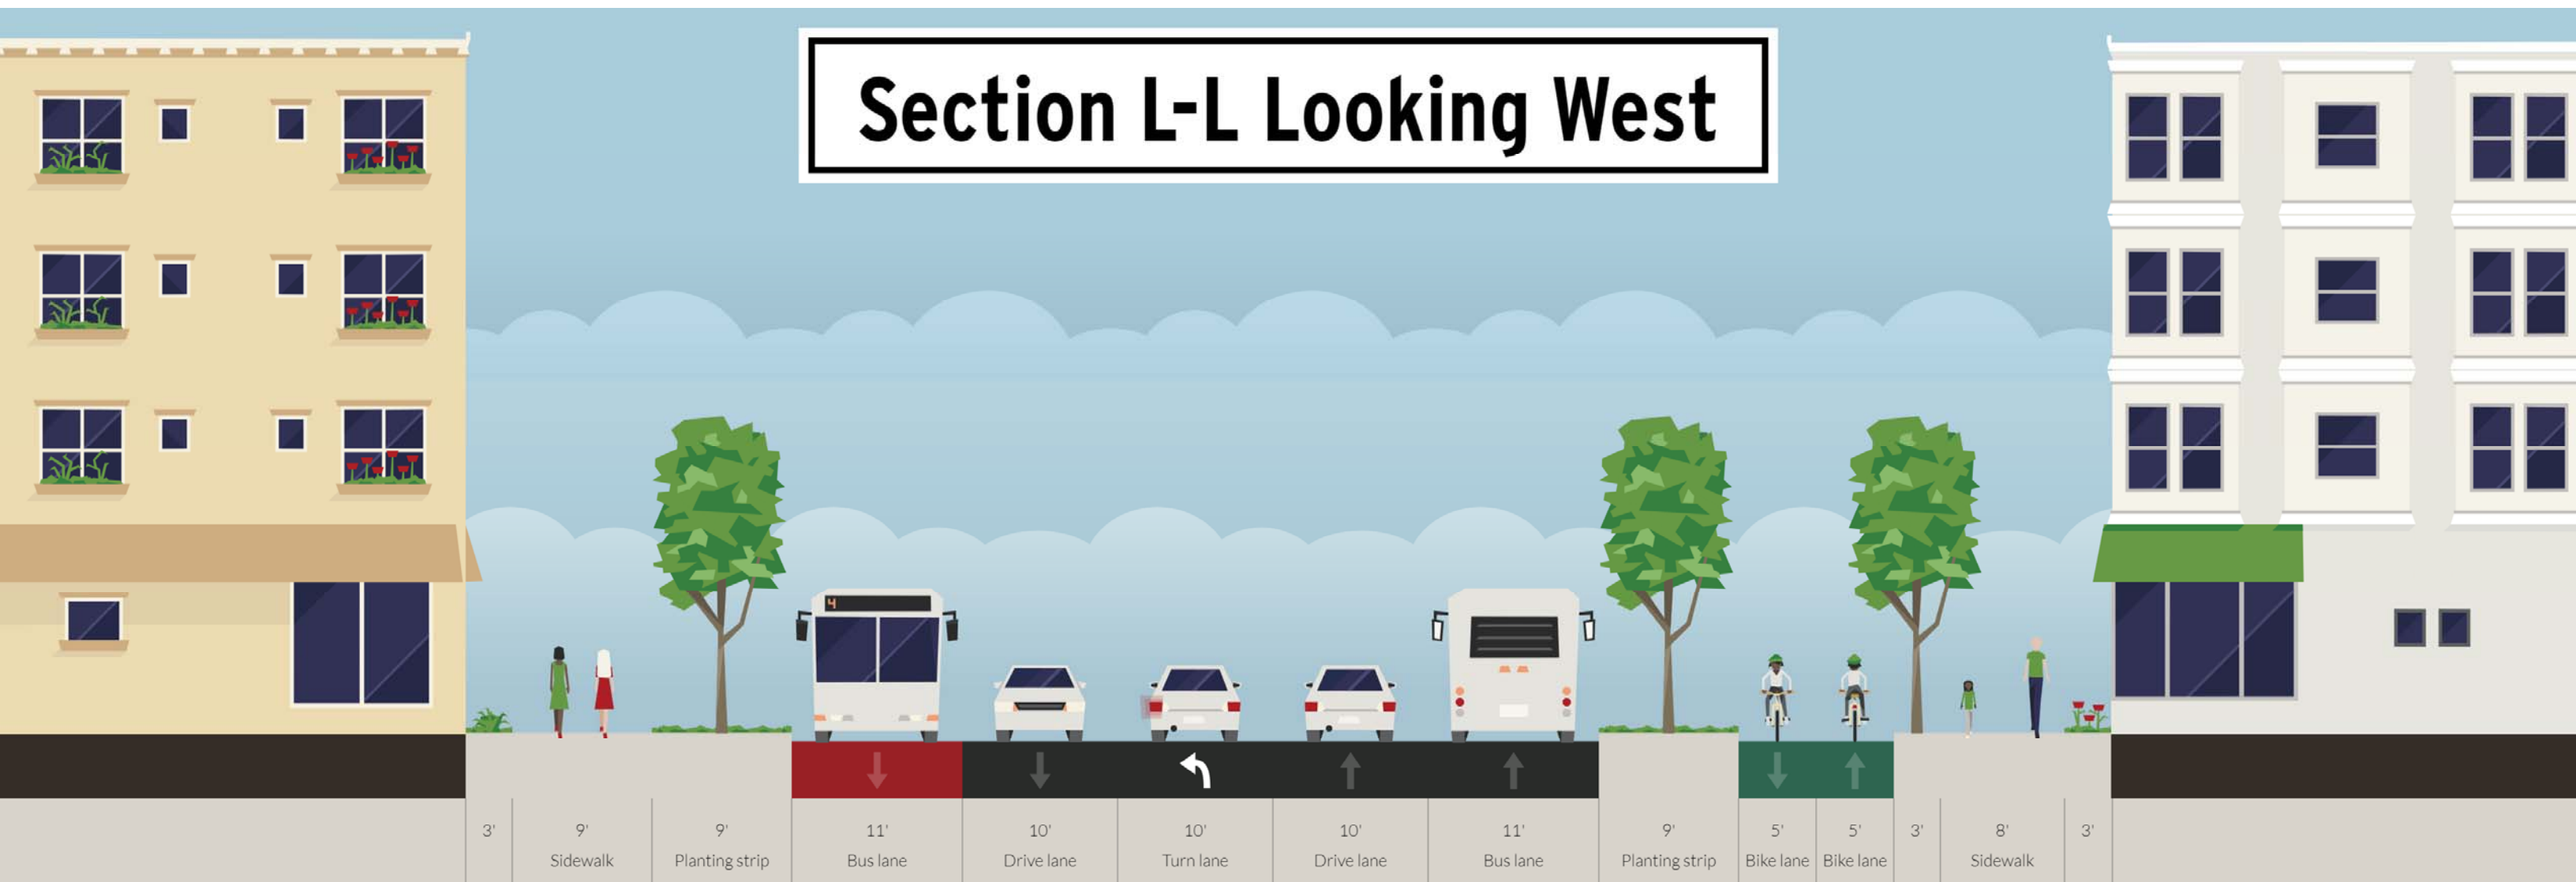 Section L-L Looking West
4
3' 9' 9' 11' 10' 10' 10' 11' 9' 5' 5' 3' 8' 3'
Sidewalk Planting strip Bus lane Drive lane Turn lane Drive lane Bus lane Planting strip Bike lane Bike lane Sidewalk